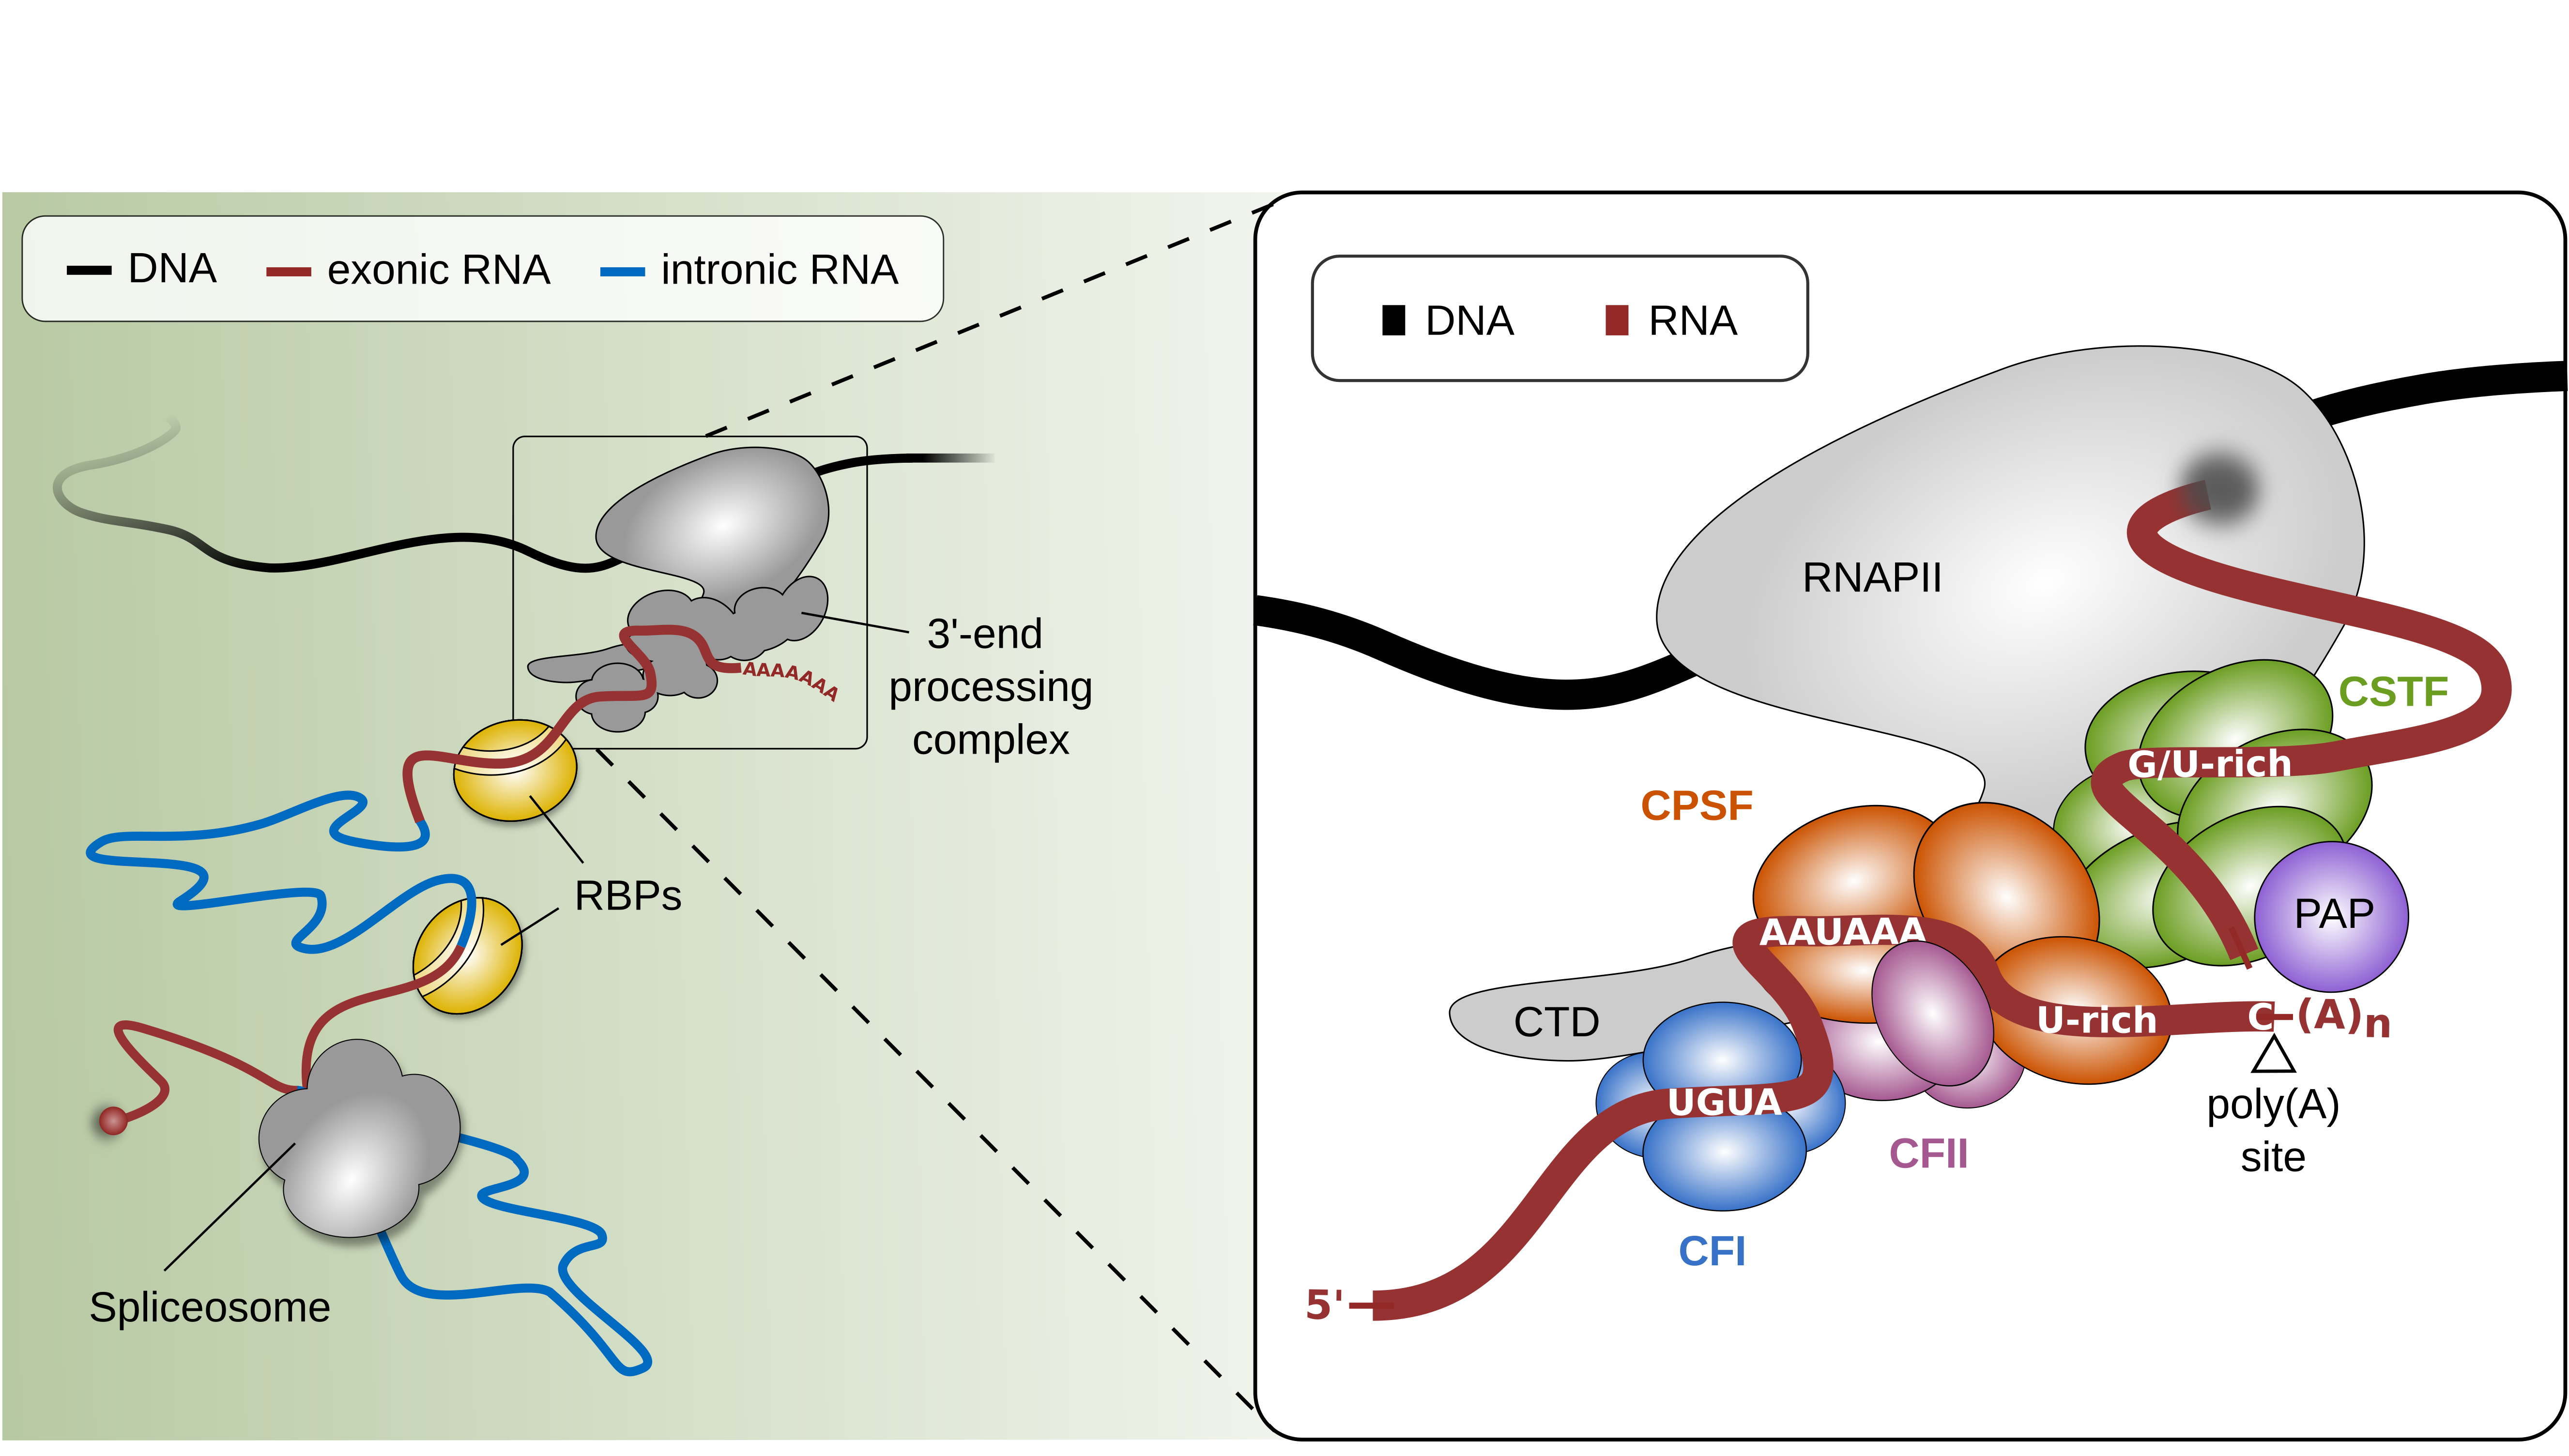 DNA exonic RNA intronic RNA
3'-end
processing
complex
AAAAAAA
RBPs
Spliceosome
DNA RNA
RNAPII
CSTF
G/U-rich
CPSF
PAP
AAUAAA
CTD
U-rich
C-(A)n
poly(A)
site
UGUA
CFII
CFI
5'